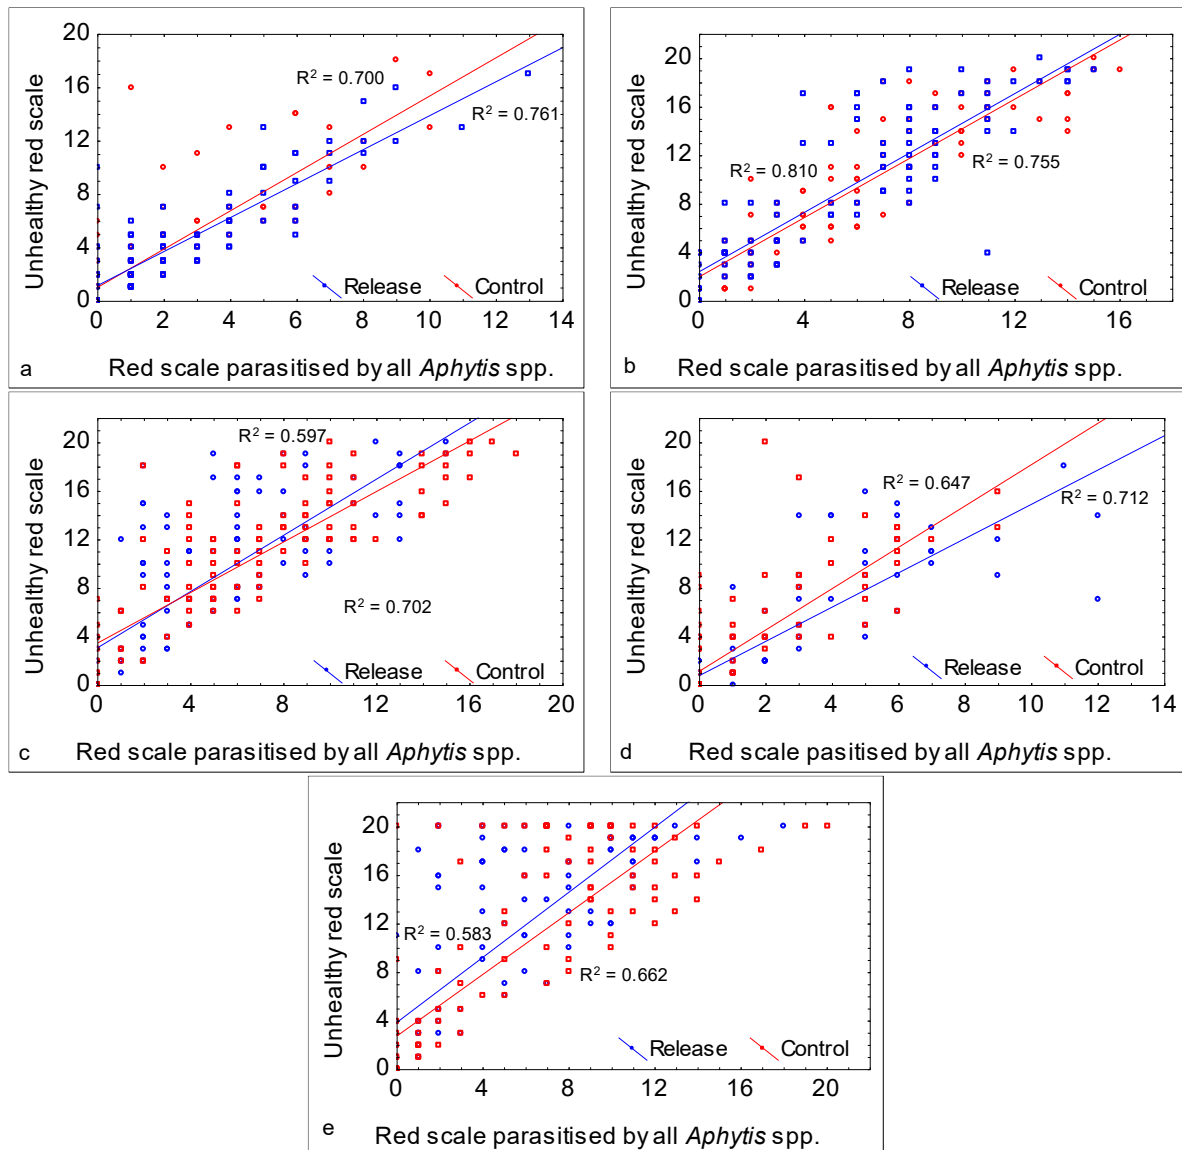 20
16
12
8
4
0
Unhealthy red scale
R² = 0.700
R² = 0.761
Release
Control
0 2 4 6 8 10 12 14
a Red scale parasitised by all Aphytis spp.
20
16
12
8
4
0
Unhealthy red scale
R² = 0.810
R² = 0.755
Release
Control
0 4 8 12 16
b Red scale parasitised by all Aphytis spp.
20
16
12
8
4
0
Unhealthy red scale
R² = 0.597
R² = 0.702
Release
Control
0 4 8 12 16 20
c Red scale parasitised by all Aphytis spp.
20
16
12
8
4
0
Unhealthy red scale
R² = 0.647
R² = 0.712
Release
Control
0 2 4 6 8 10 12 14
d Red scale pasitised by all Aphytis spp.
20
16
12
8
4
0
Unhealthy red scale
R² = 0.583
R² = 0.662
Release
Control
0 4 8 12 16 20
e Red scale parasitised by all Aphytis spp.